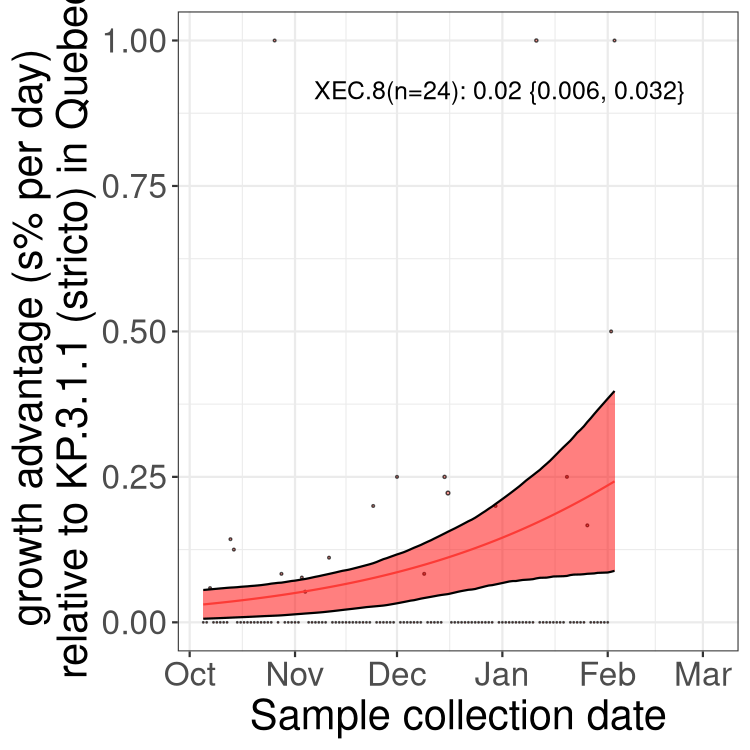 growth advantage (s% per day)
relative to KP.3.1.1 (stricto) in Quebec
1.00
0.75
0.50
0.25
0.00
XEC.8(n=24): 0.02 {0.006, 0.032}
Oct Nov Dec Jan Feb Mar
Sample collection date